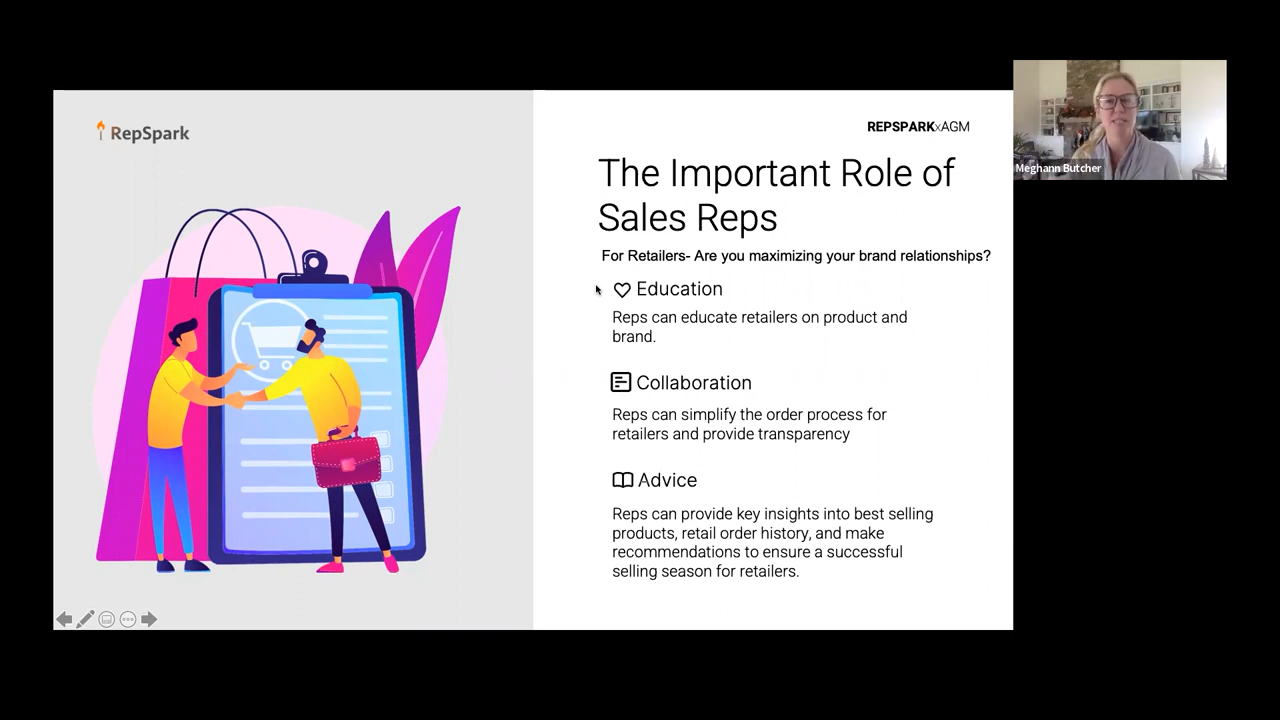 RepSpark
REPSPARKxAGM
The Important Role of
Sales Reps
For Retailers- Are you maximizing your brand relationships?
Education
Reps can educate retailers on product and
brand.
Collaboration
Reps can simplify the order process for
retailers and provide transparency
Advice
Reps can provide key insights into best selling
products, retail order history, and make
recommendations to ensure a successful
selling season for retailers.
Meghann Butcher